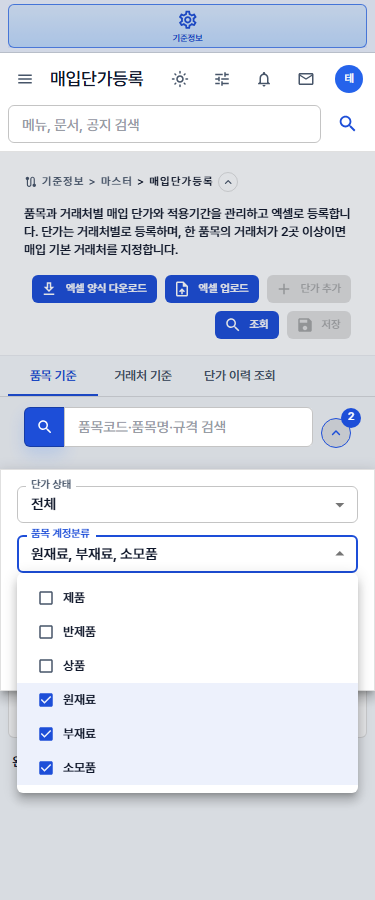 기준정보
매입단가등록
테
메뉴, 문서, 공지 검색
기준정보 > 마스터 > 매입단가등록
품목과 거래처별 매입 단가와 적용기간을 관리하고 엑셀로 등록합니
다. 단가는 거래처별로 등록하며, 한 품목의 거래처가 2곳 이상이면
매입 기본 거래처를 지정합니다.
엑셀 양식 다운로드 엑셀 업로드 단가 추가
조회 저장
품목 기준 거래처 기준 단가 이력 조회
품목코드·품목명·규격 검색
2
단가 상태
전체
품목 계정분류
원재료, 부재료, 소모품
제품
반제품
상품
원재료
부재료
소모품